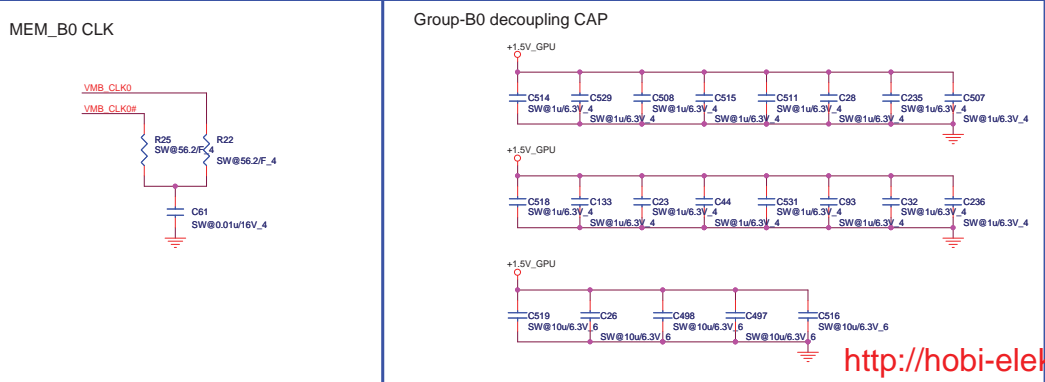 MEM_B0 CLK
VMB_CLK0
VMB_CLK0#
R25
SW@56.2/F_4
R22
SW@56.2/F_4
C61
SW@0.01u/16V_4
Group-B0 decoupling CAP
+1.5V_GPU
C514
SW@1u/6.3V_4
C529
SW@1u/6.3V_4
C508
SW@1u/6.3V_4
C515
SW@1u/6.3V_4
C511
SW@1u/6.3V_4
C28
SW@1u/6.3V_4
C235
SW@1u/6.3V_4
C507
SW@1u/6.3V_4
+1.5V_GPU
C518
SW@1u/6.3V_4
C133
SW@1u/6.3V_4
C23
SW@1u/6.3V_4
C44
SW@1u/6.3V_4
C531
SW@1u/6.3V_4
C93
SW@1u/6.3V_4
C32
SW@1u/6.3V_4
C236
SW@1u/6.3V_4
+1.5V_GPU
C519
SW@10u/6.3V_6
C26
SW@10u/6.3V_6
C498
SW@10u/6.3V_6
C497
SW@10u/6.3V_6
C516
SW@10u/6.3V_6
http://hobi-elek